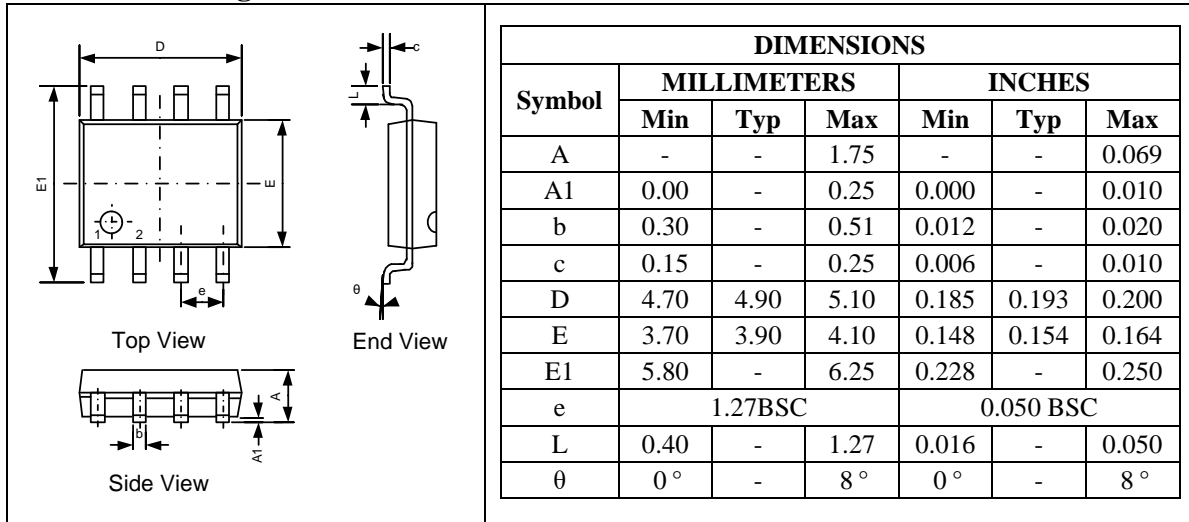 D
c
L
E1
E
1 2
e
θ
Top View
End View
A
b
A1
Side View
DIMENSIONS
Symbol MILLIMETERS INCHES
Min Typ Max Min Typ Max
A - - 1.75 - - 0.069
A1 0.00 - 0.25 0.000 - 0.010
b 0.30 - 0.51 0.012 - 0.020
c 0.15 - 0.25 0.006 - 0.010
D 4.70 4.90 5.10 0.185 0.193 0.200
E 3.70 3.90 4.10 0.148 0.154 0.164
E1 5.80 - 6.25 0.228 - 0.250
e 1.27BSC 0.050 BSC
L 0.40 - 1.27 0.016 - 0.050
θ 0 ° - 8 ° 0 ° - 8 °